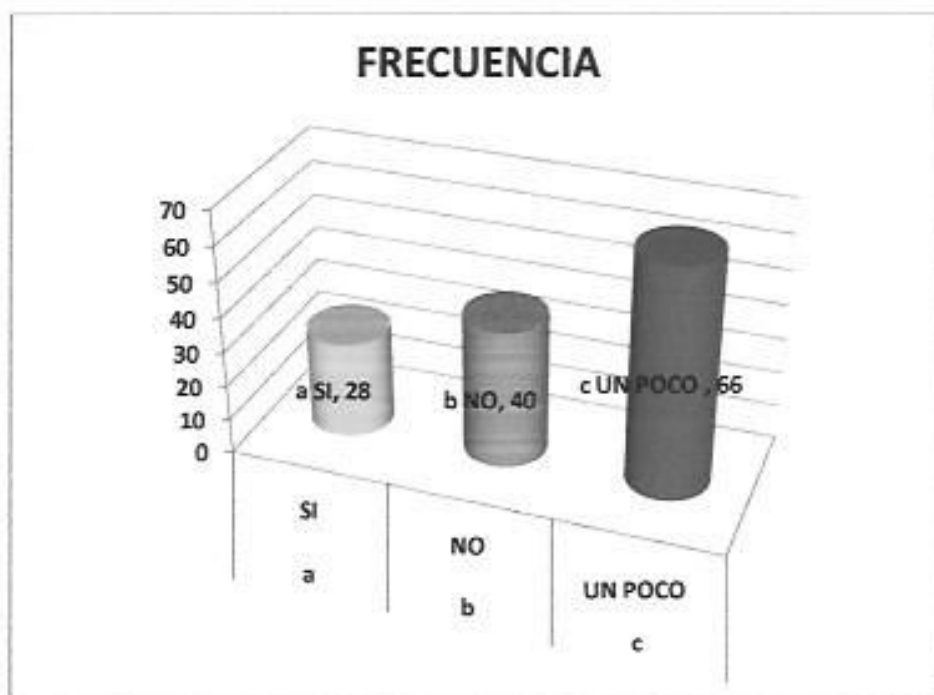 FRECUENCIA
70
60
50
40
30
20
10
0
a SI, 28
b NO, 40
c UN POCO , 66
SI
NO
UN POCO
a
b
c